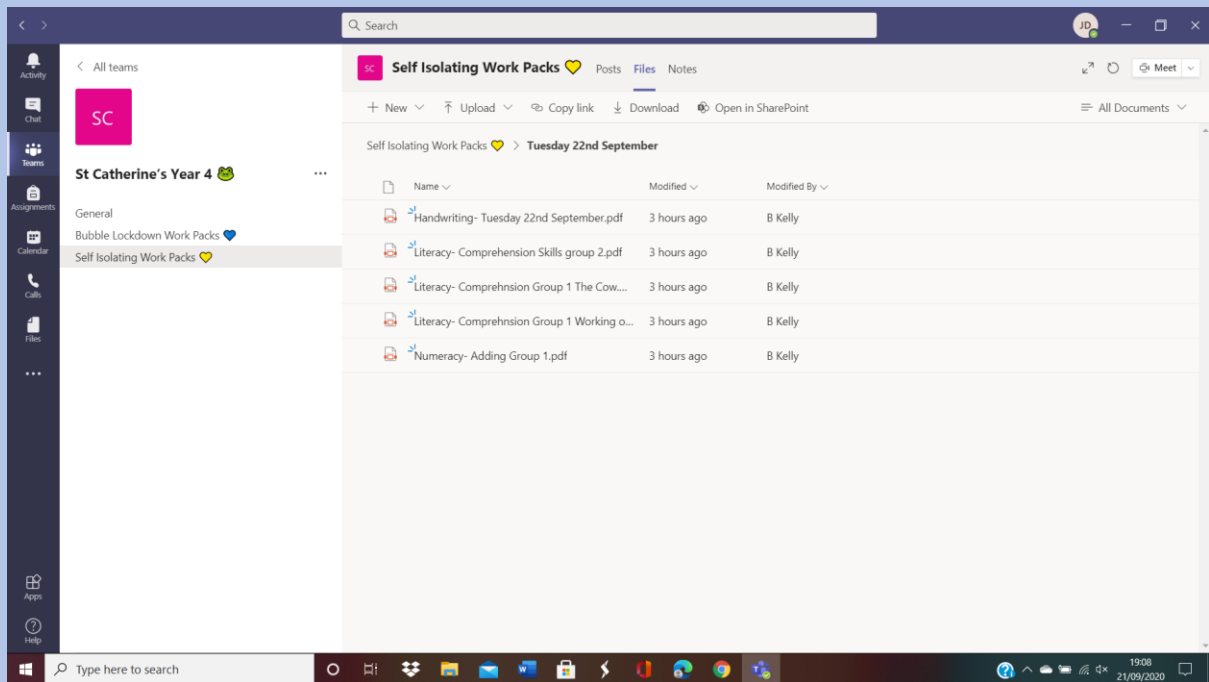 Search
JD
Activity
Chat
Teams
Assignments
Calendar
Calls
Files
Apps
Help
All teams
SC
St Catherine's Year 4 🐸
General
Bubble Lockdown Work Packs 💙
Self Isolating Work Packs 💛
SC Self Isolating Work Packs 💛 Posts Files Notes Meet
New Upload Copy link Download Open in SharePoint All Documents
Self Isolating Work Packs 💛 > Tuesday 22nd September
Name Modified Modified By
Handwriting- Tuesday 22nd September.pdf 3 hours ago B Kelly
Literacy- Comprehension Skills group 2.pdf 3 hours ago B Kelly
Literacy- Comprehnsion Group 1 The Cow.... 3 hours ago B Kelly
Literacy- Comprehnsion Group 1 Working o... 3 hours ago B Kelly
Numeracy- Adding Group 1.pdf 3 hours ago B Kelly
Type here to search
19:08
21/09/2020